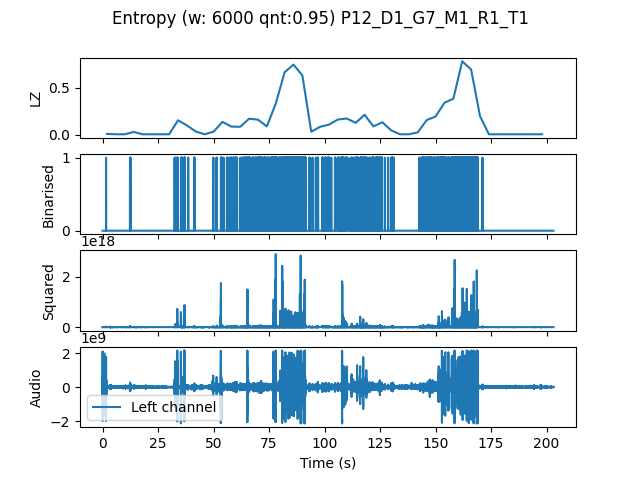 Entropy (w: 6000 qnt:0.95) P12_D1_G7_M1_R1_T1
LZ
0.5
0.0
Binarised
1
0
1e18
Squared
2
0
1e9
Audio
2
0
−2
Left channel
0 25 50 75 100 125 150 175 200
Time (s)